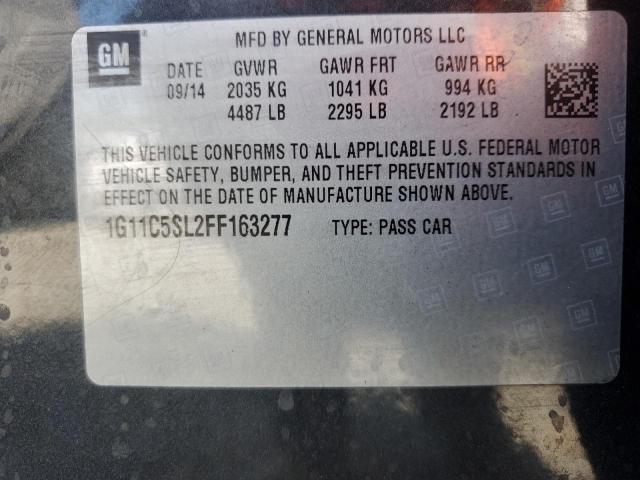 GM
MFD BY GENERAL MOTORS LLC
DATE GVWR GAWR FRT GAWR RR
09/14 2035 KG 1041 KG 994 KG
4487 LB 2295 LB 2192 LB
THIS VEHICLE CONFORMS TO ALL APPLICABLE U.S. FEDERAL MOTOR
VEHICLE SAFETY, BUMPER, AND THEFT PREVENTION STANDARDS IN
EFFECT ON THE DATE OF MANUFACTURE SHOWN ABOVE.
1G11C5SL2FF163277 TYPE: PASS CAR